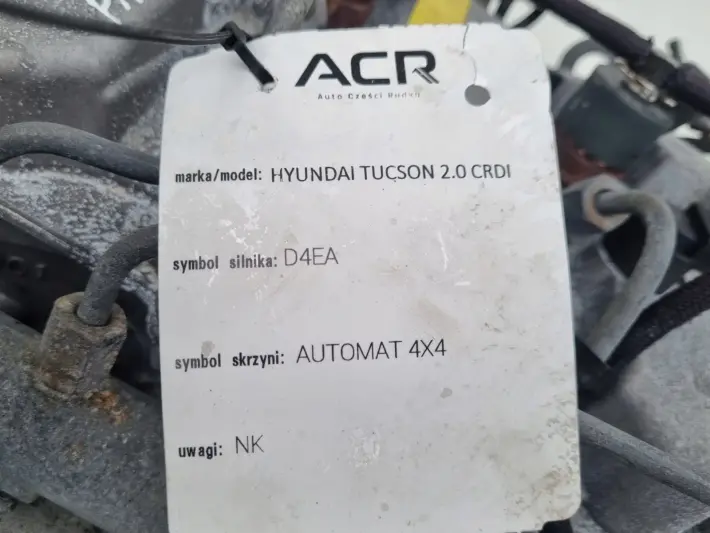 ACR
Auto Części Rudań
marka/model: HYUNDAI TUCSON 2.0 CRDI
symbol silnika: D4EA
symbol skrzyni: AUTOMAT 4X4
uwagi: NK